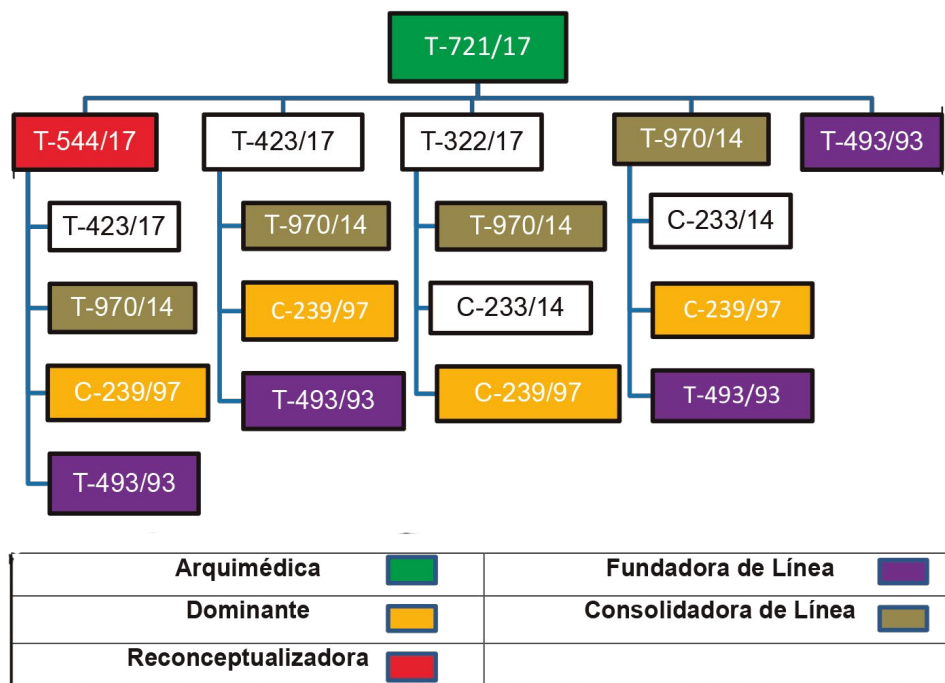 T-721/17
T-544/17
T-423/17
T-322/17
T-970/14
T-493/93
T-423/17
T-970/14
C-239/97
T-493/93
T-970/14
C-239/97
T-493/93
T-970/14
C-233/14
C-239/97
C-233/14
C-239/97
T-493/93
Arquimédica
Fundadora de Línea
Dominante
Consolidadora de Línea
Reconceptualizadora